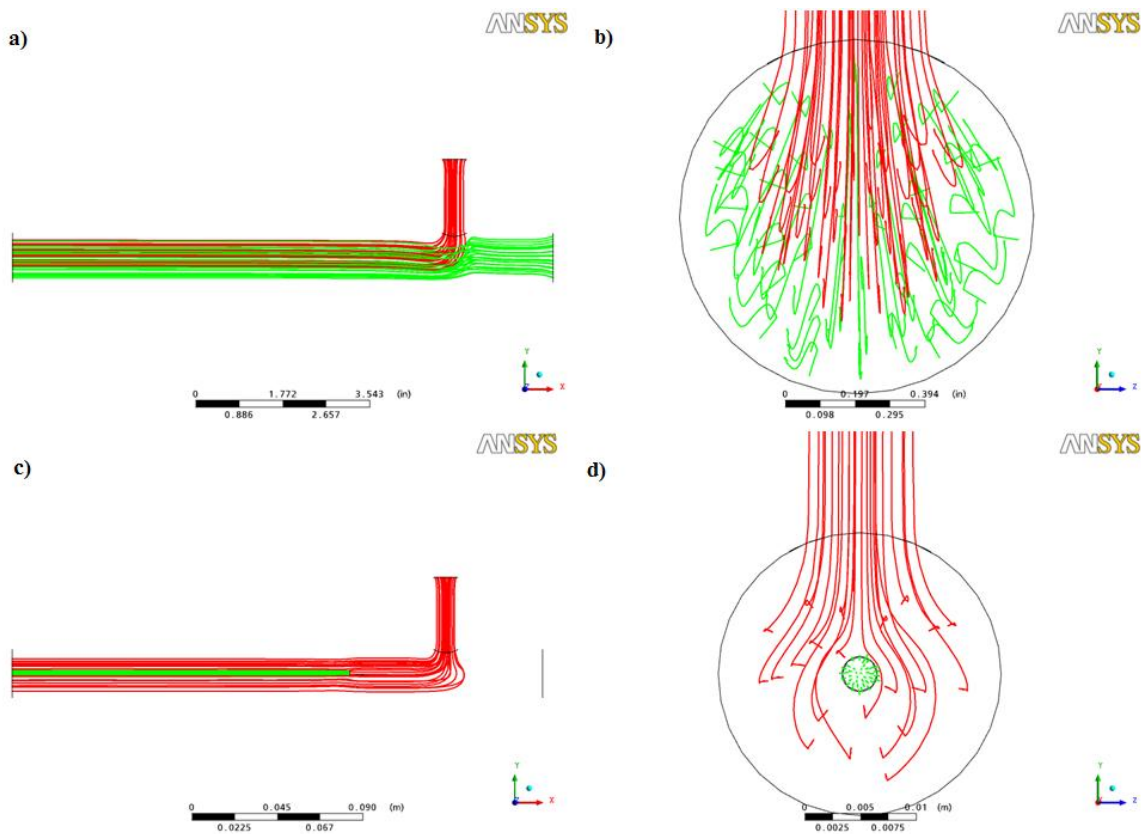 a)
ANSYS
Y
X
0 1.772 3.543 (in)
0.886 2.657
b)
ANSYS
Y
Z
0 0.197 0.394 (in)
0.098 0.295
c)
ANSYS
Y
X
0 0.045 0.090 (m)
0.0225 0.067
d)
ANSYS
Y
Z
0 0.005 0.01 (m)
0.0025 0.0075